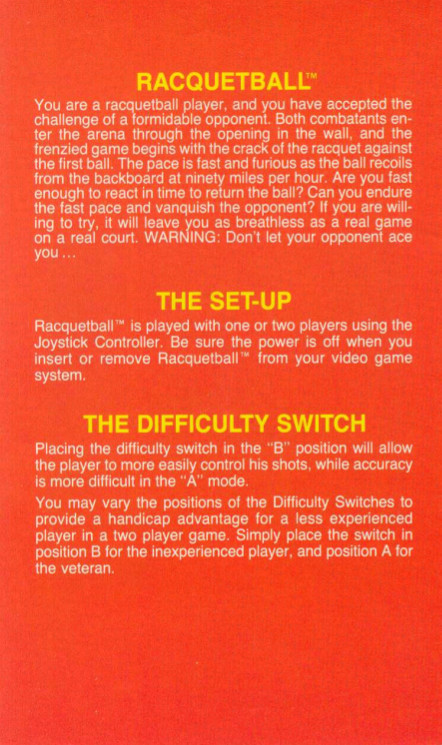 RACQUETBALL™
You are a racquetball player, and you have accepted the
challenge of a formidable opponent. Both combatants en-
ter the arena through the opening in the wall, and the
frenzied game begins with the crack of the racquet against
the first ball. The pace is fast and furious as the ball recoils
from the backboard at ninety miles per hour. Are you fast
enough to react in time to return the ball? Can you endure
the fast pace and vanquish the opponent? If you are will-
ing to try, it will leave you as breathless as a real game
on a real court. WARNING: Don't let your opponent ace
you ...
THE SET-UP
Racquetball™ is played with one or two players using the
Joystick Controller. Be sure the power is off when you
insert or remove Racquetball™ from your video game
system.
THE DIFFICULTY SWITCH
Placing the difficulty switch in the "B" position will allow
the player to more easily control his shots, while accuracy
is more difficult in the "A" mode.
You may vary the positions of the Difficulty Switches to
provide a handicap advantage for a less experienced
player in a two player game. Simply place the switch in
position B for the inexperienced player, and position A for
the veteran.